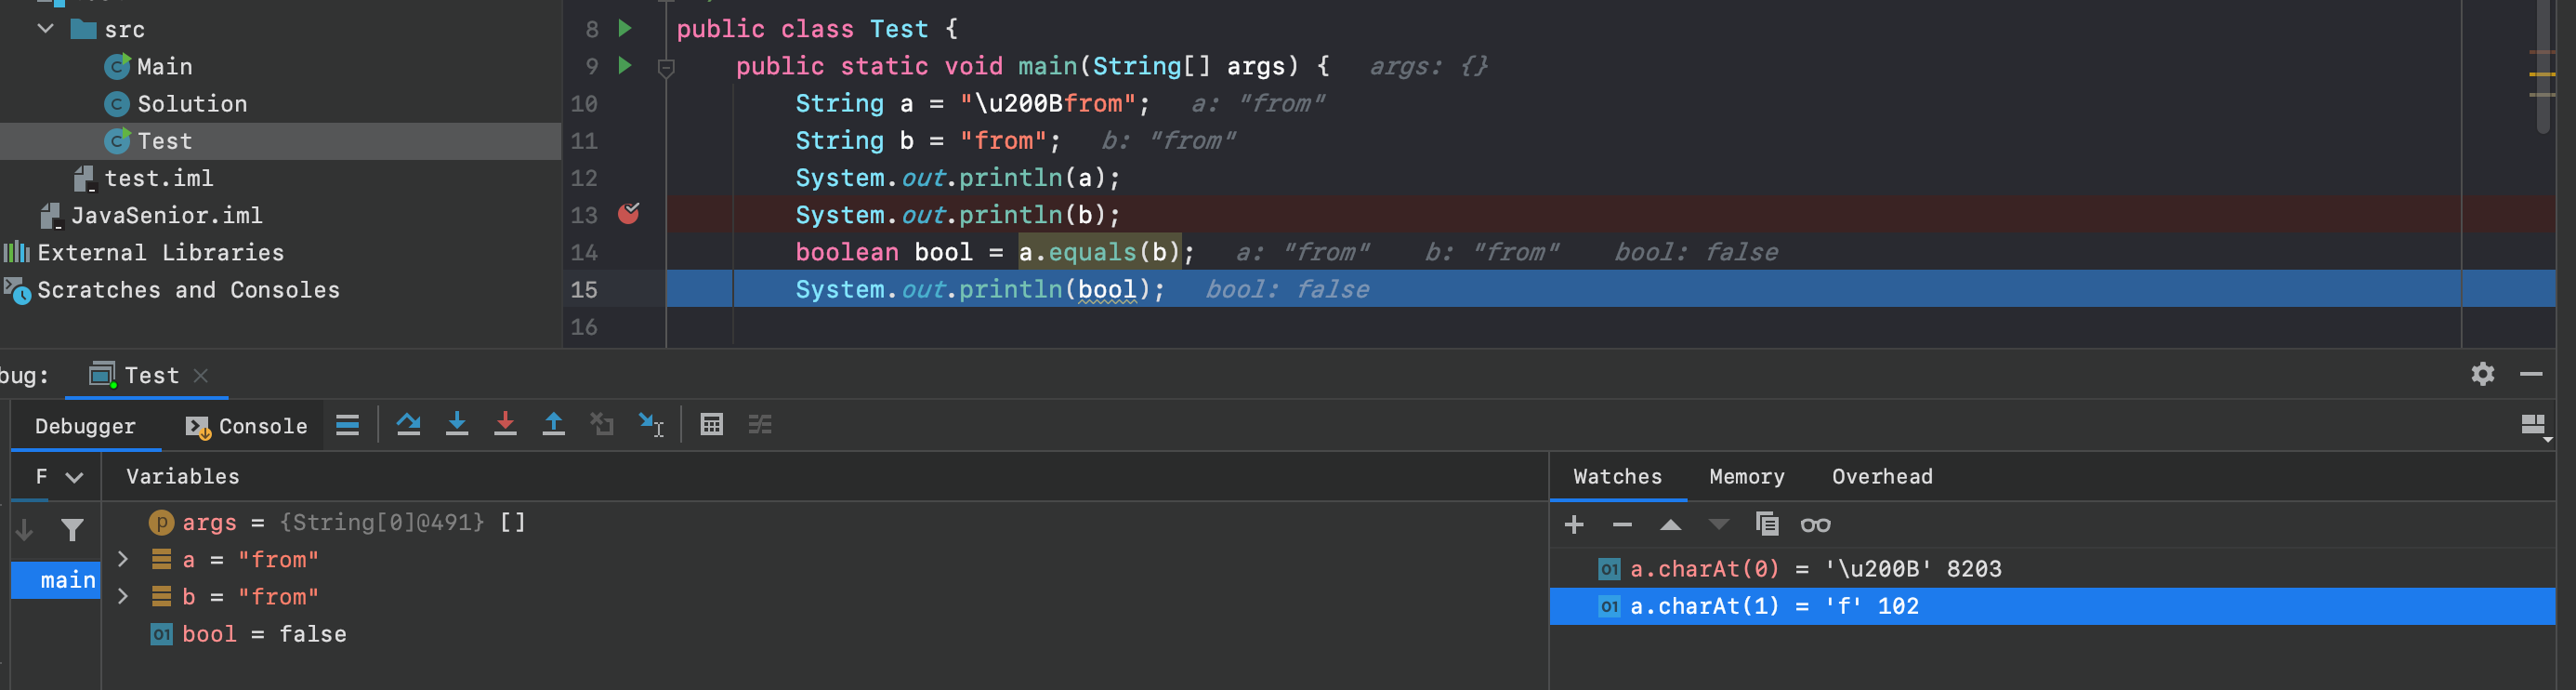 src
Main
Solution
Test
test.iml
JavaSenior.iml
External Libraries
Scratches and Consoles
8 public class Test {
9 public static void main(String[] args) { args: {}
10 String a = "\u200Bfrom"; a: "from"
11 String b = "from"; b: "from"
12 System.out.println(a);
13 System.out.println(b);
14 boolean bool = a.equals(b); a: "from" b: "from" bool: false
15 System.out.println(bool); bool: false
16
bug: Test
Debugger Console
F Variables
main
args = {String[0]@491} []
a = "from"
b = "from"
01 bool = false
Watches Memory Overhead
01 a.charAt(0) = '\u200B' 8203
01 a.charAt(1) = 'f' 102